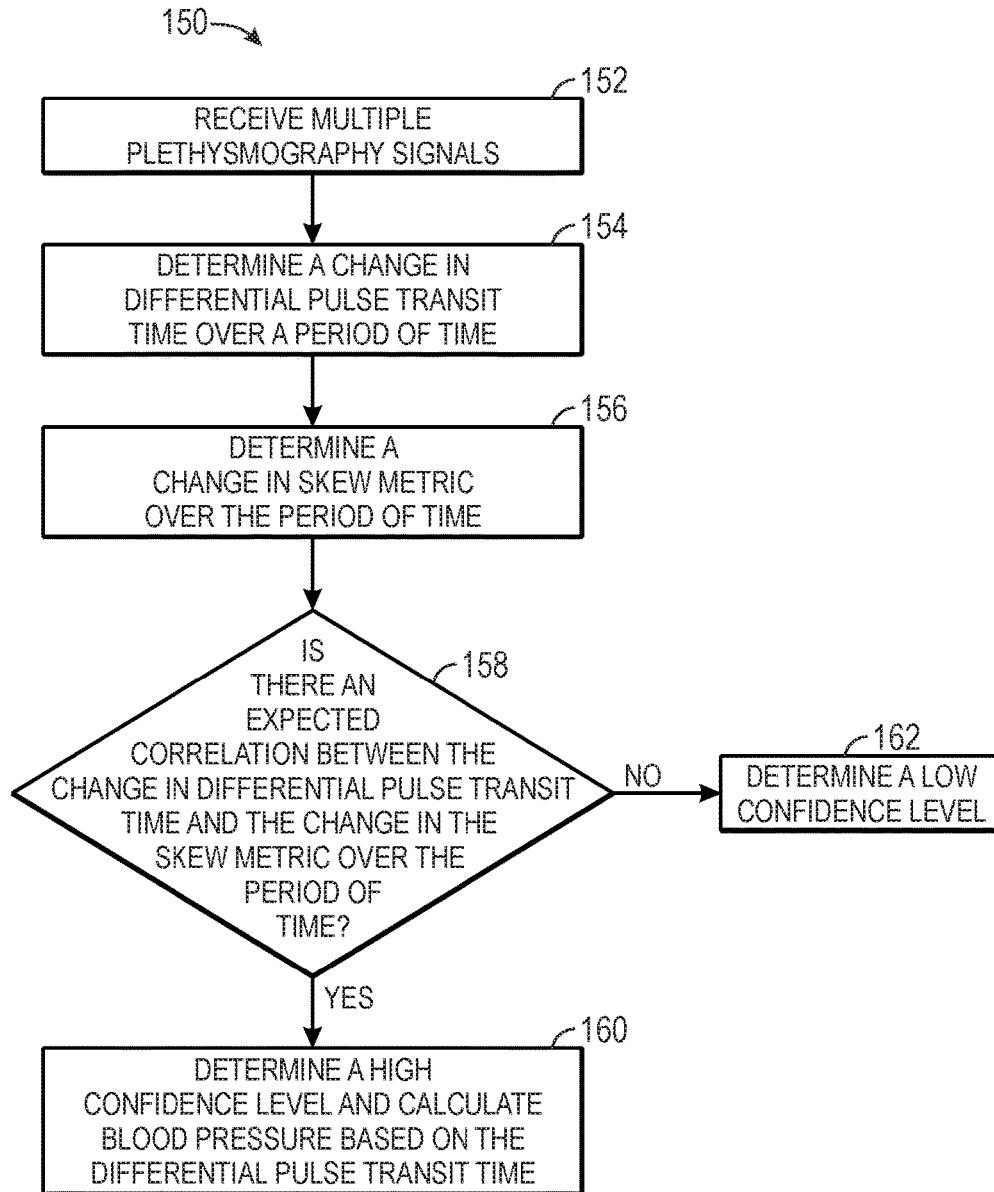 150
152
RECEIVE MULTIPLE
PLETHYSMOGRAPHY SIGNALS
154
DETERMINE A CHANGE IN
DIFFERENTIAL PULSE TRANSIT
TIME OVER A PERIOD OF TIME
156
DETERMINE A
CHANGE IN SKEW METRIC
OVER THE PERIOD OF TIME
158
IS
THERE AN
EXPECTED
CORRELATION BETWEEN THE
CHANGE IN DIFFERENTIAL PULSE TRANSIT
TIME AND THE CHANGE IN THE
SKEW METRIC OVER THE
PERIOD OF
TIME?
NO
162
DETERMINE A LOW
CONFIDENCE LEVEL
YES
160
DETERMINE A HIGH
CONFIDENCE LEVEL AND CALCULATE
BLOOD PRESSURE BASED ON THE
DIFFERENTIAL PULSE TRANSIT TIME